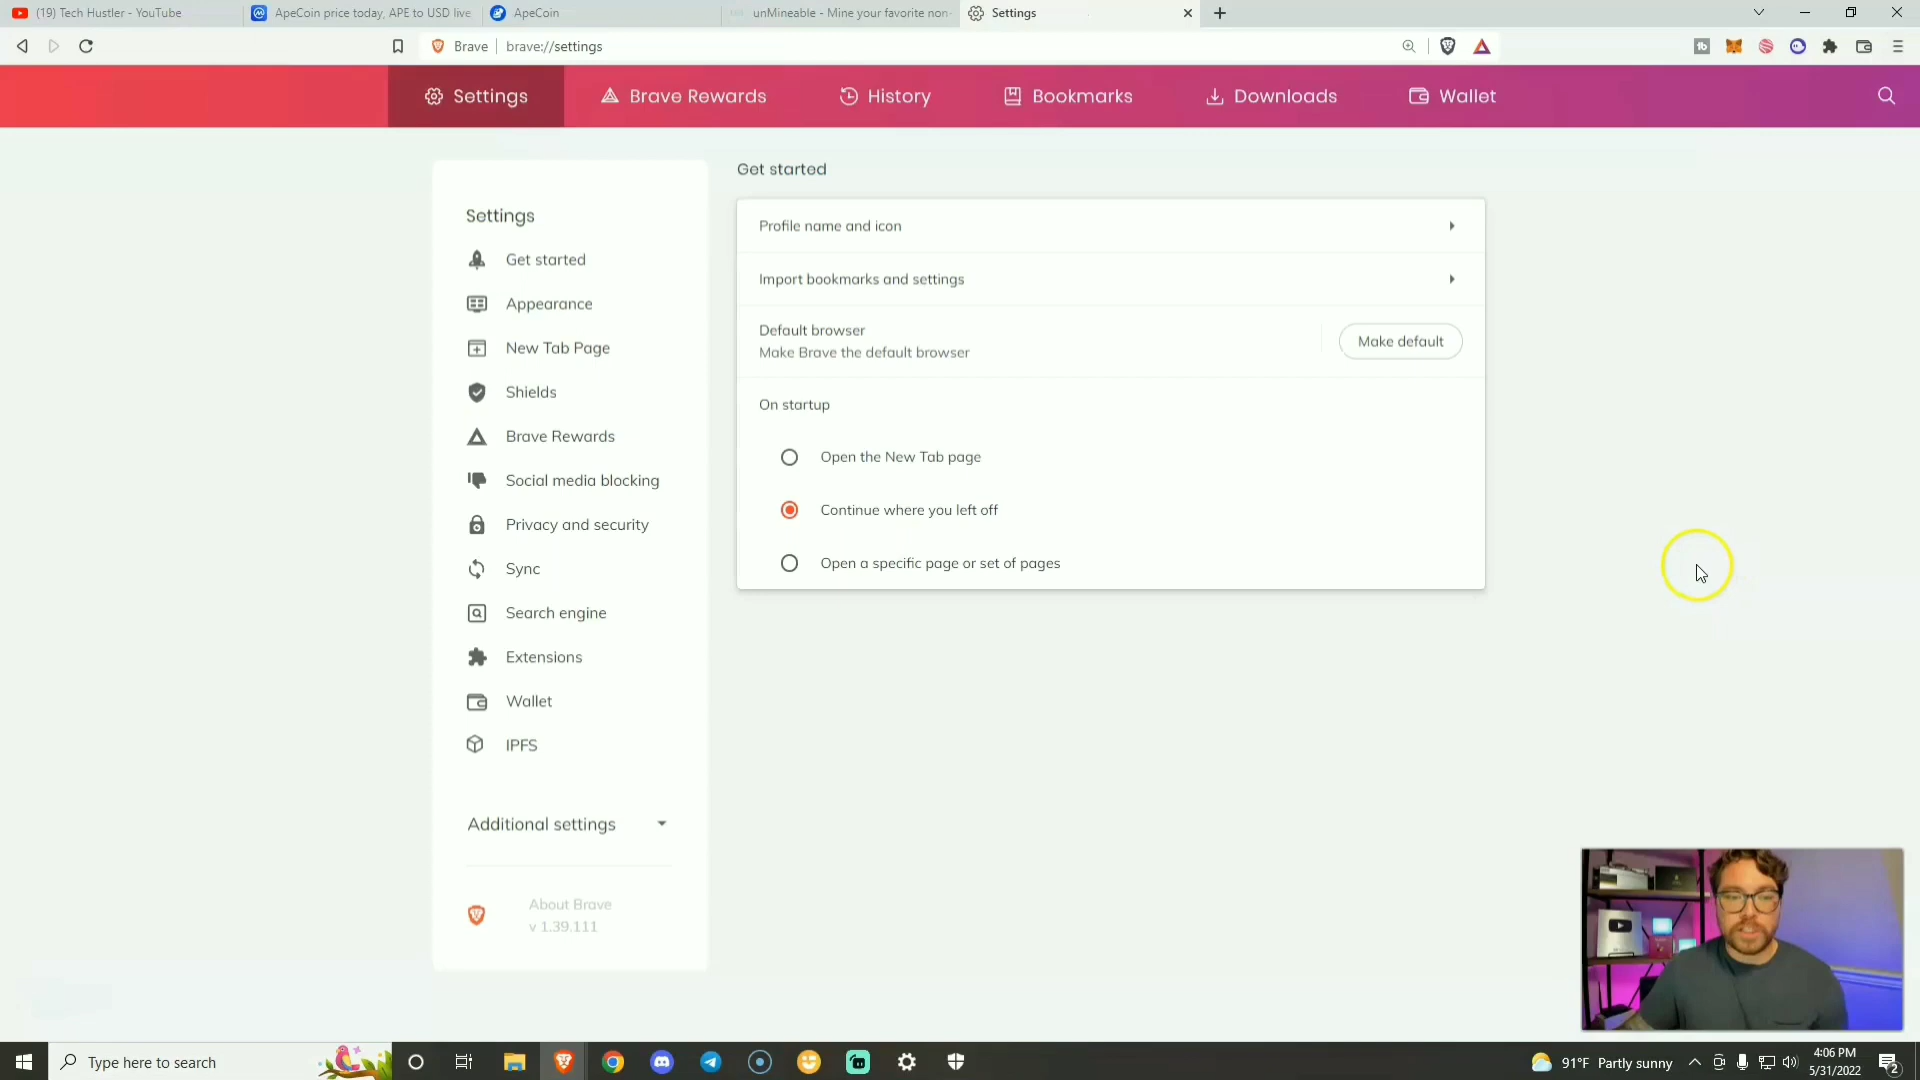 (19) Tech Hustler - YouTube
ApeCoin price today, APE to USD live
ApeCoin
unMineable - Mine your favorite non-
Settings
Brave
brave://settings
Settings
Brave Rewards
History
Bookmarks
Downloads
Wallet
Settings
Get started
Appearance
New Tab Page
Shields
Brave Rewards
Social media blocking
Privacy and security
Sync
Search engine
Extensions
Wallet
IPFS
Additional settings
About Brave
v 1.39.111
Get started
Profile name and icon
Import bookmarks and settings
Default browser
Make Brave the default browser
Make default
On startup
Open the New Tab page
Continue where you left off
Open a specific page or set of pages
Type here to search
91°F Partly sunny
4:06 PM
5/31/2022
2